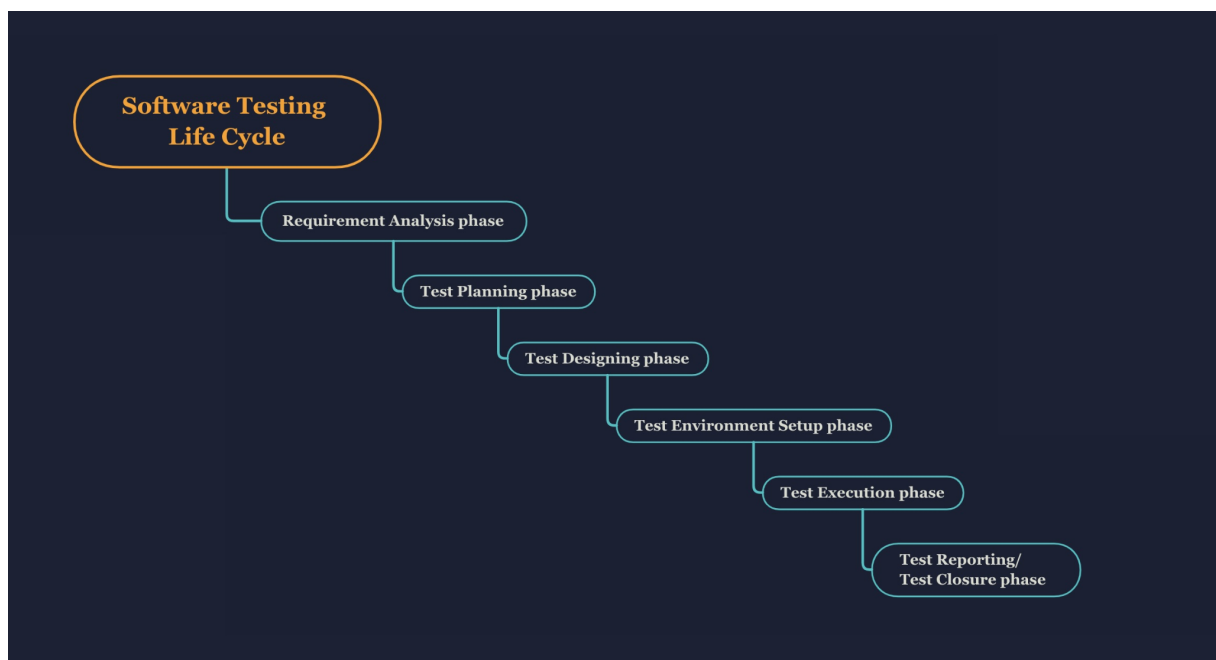 Software Testing
Life Cycle
Requirement Analysis phase
Test Planning phase
Test Designing phase
Test Environment Setup phase
Test Execution phase
Test Reporting/
Test Closure phase